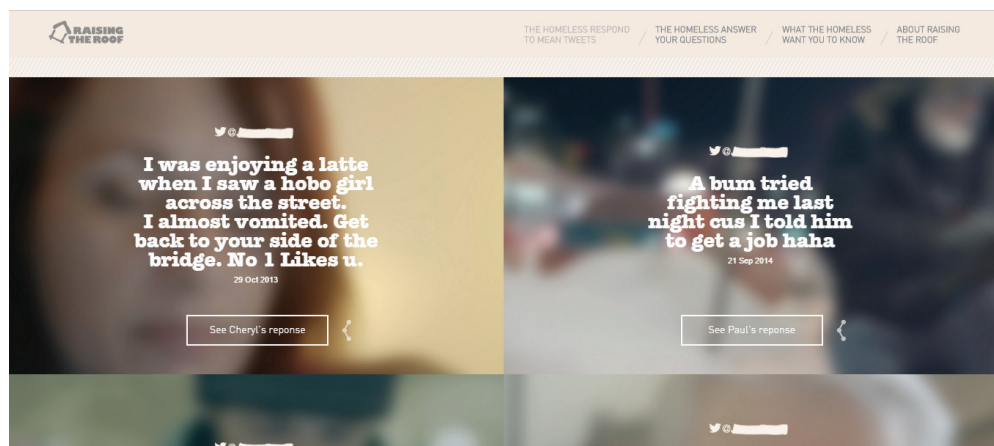 RAISING
THE ROOF
THE HOMELESS RESPOND
TO MEAN TWEETS
THE HOMELESS ANSWER
YOUR QUESTIONS
WHAT THE HOMELESS
WANT YOU TO KNOW
ABOUT RAISING
THE ROOF
@
I was enjoying a latte
when I saw a hobo girl
across the street.
I almost vomited. Get
back to your side of the
bridge. No 1 Likes u.
29 Oct 2013
See Cheryl's reponse
@
A bum tried
fighting me last
night cus I told him
to get a job haha
21 Sep 2014
See Paul's reponse
@
@